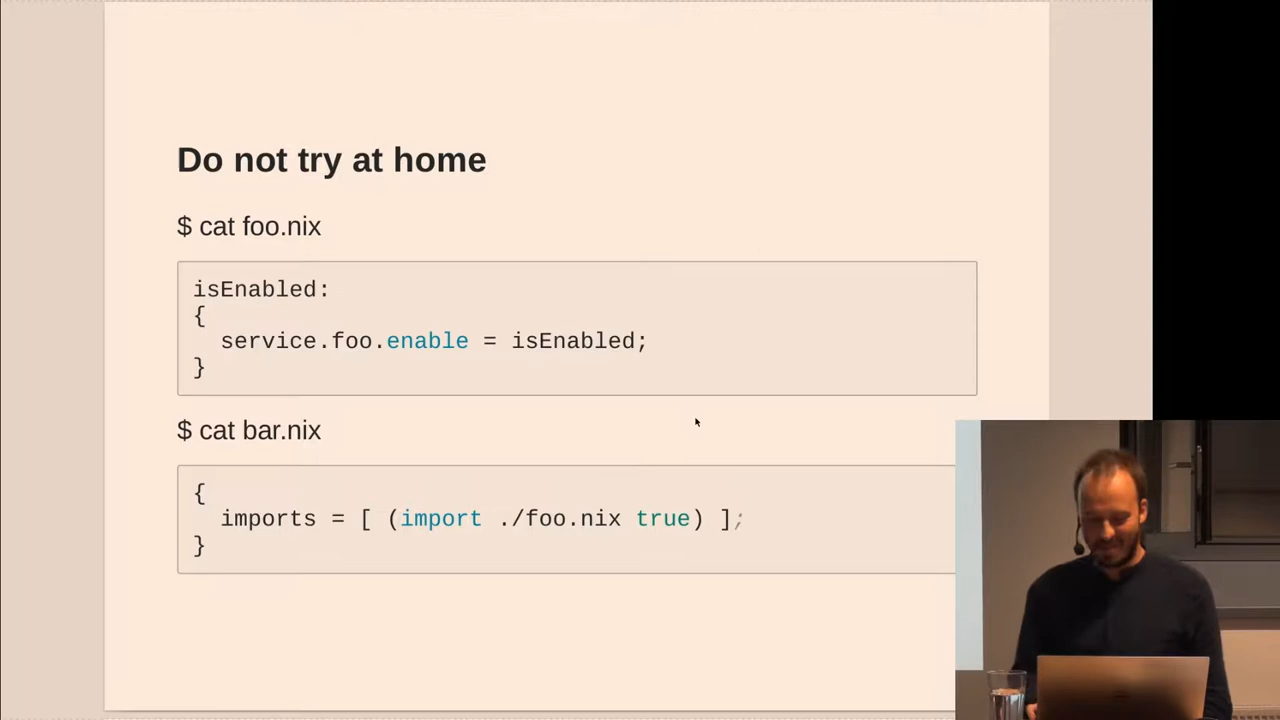 Do not try at home
$ cat foo.nix
isEnabled:
{
  service.foo.enable = isEnabled;
}
$ cat bar.nix
{
  imports = [ (import ./foo.nix true) ];
}